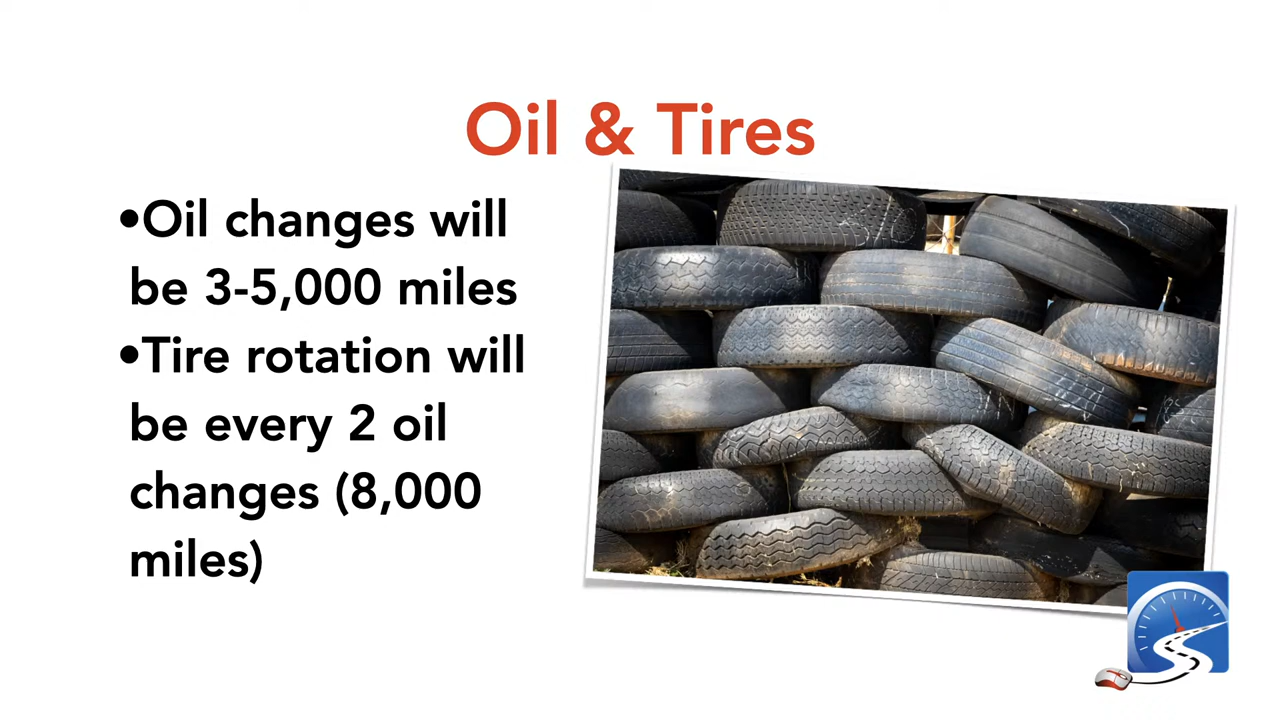 Oil & Tires
•Oil changes will
be 3-5,000 miles
•Tire rotation will
be every 2 oil
changes (8,000
miles)